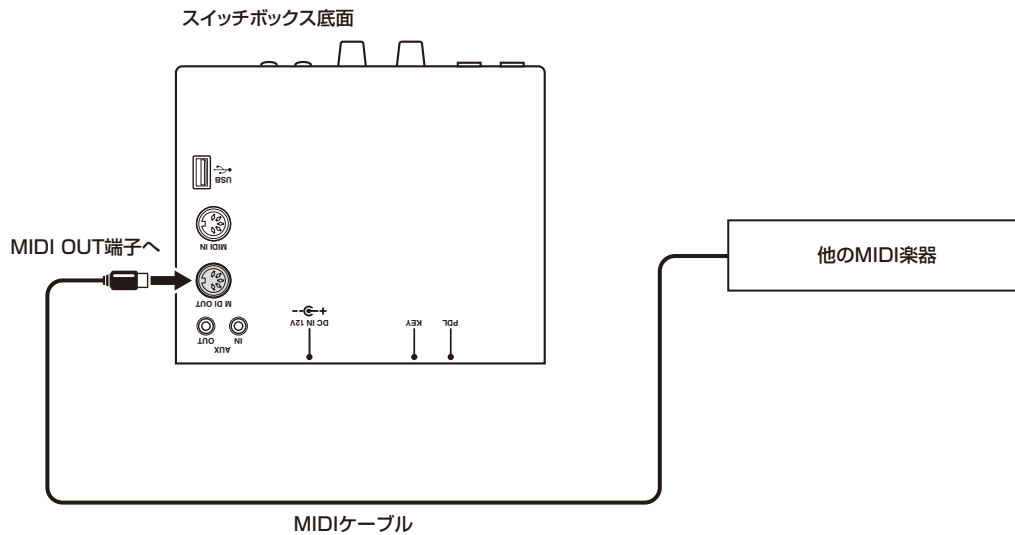 スイッチボックス底面
USB
MIDI IN
MIDI OUT端子へ
M DI OUT
OUT
IN
AUX
DC IN 12V
KEY
PDL
他のMIDI楽器
MIDIケーブル